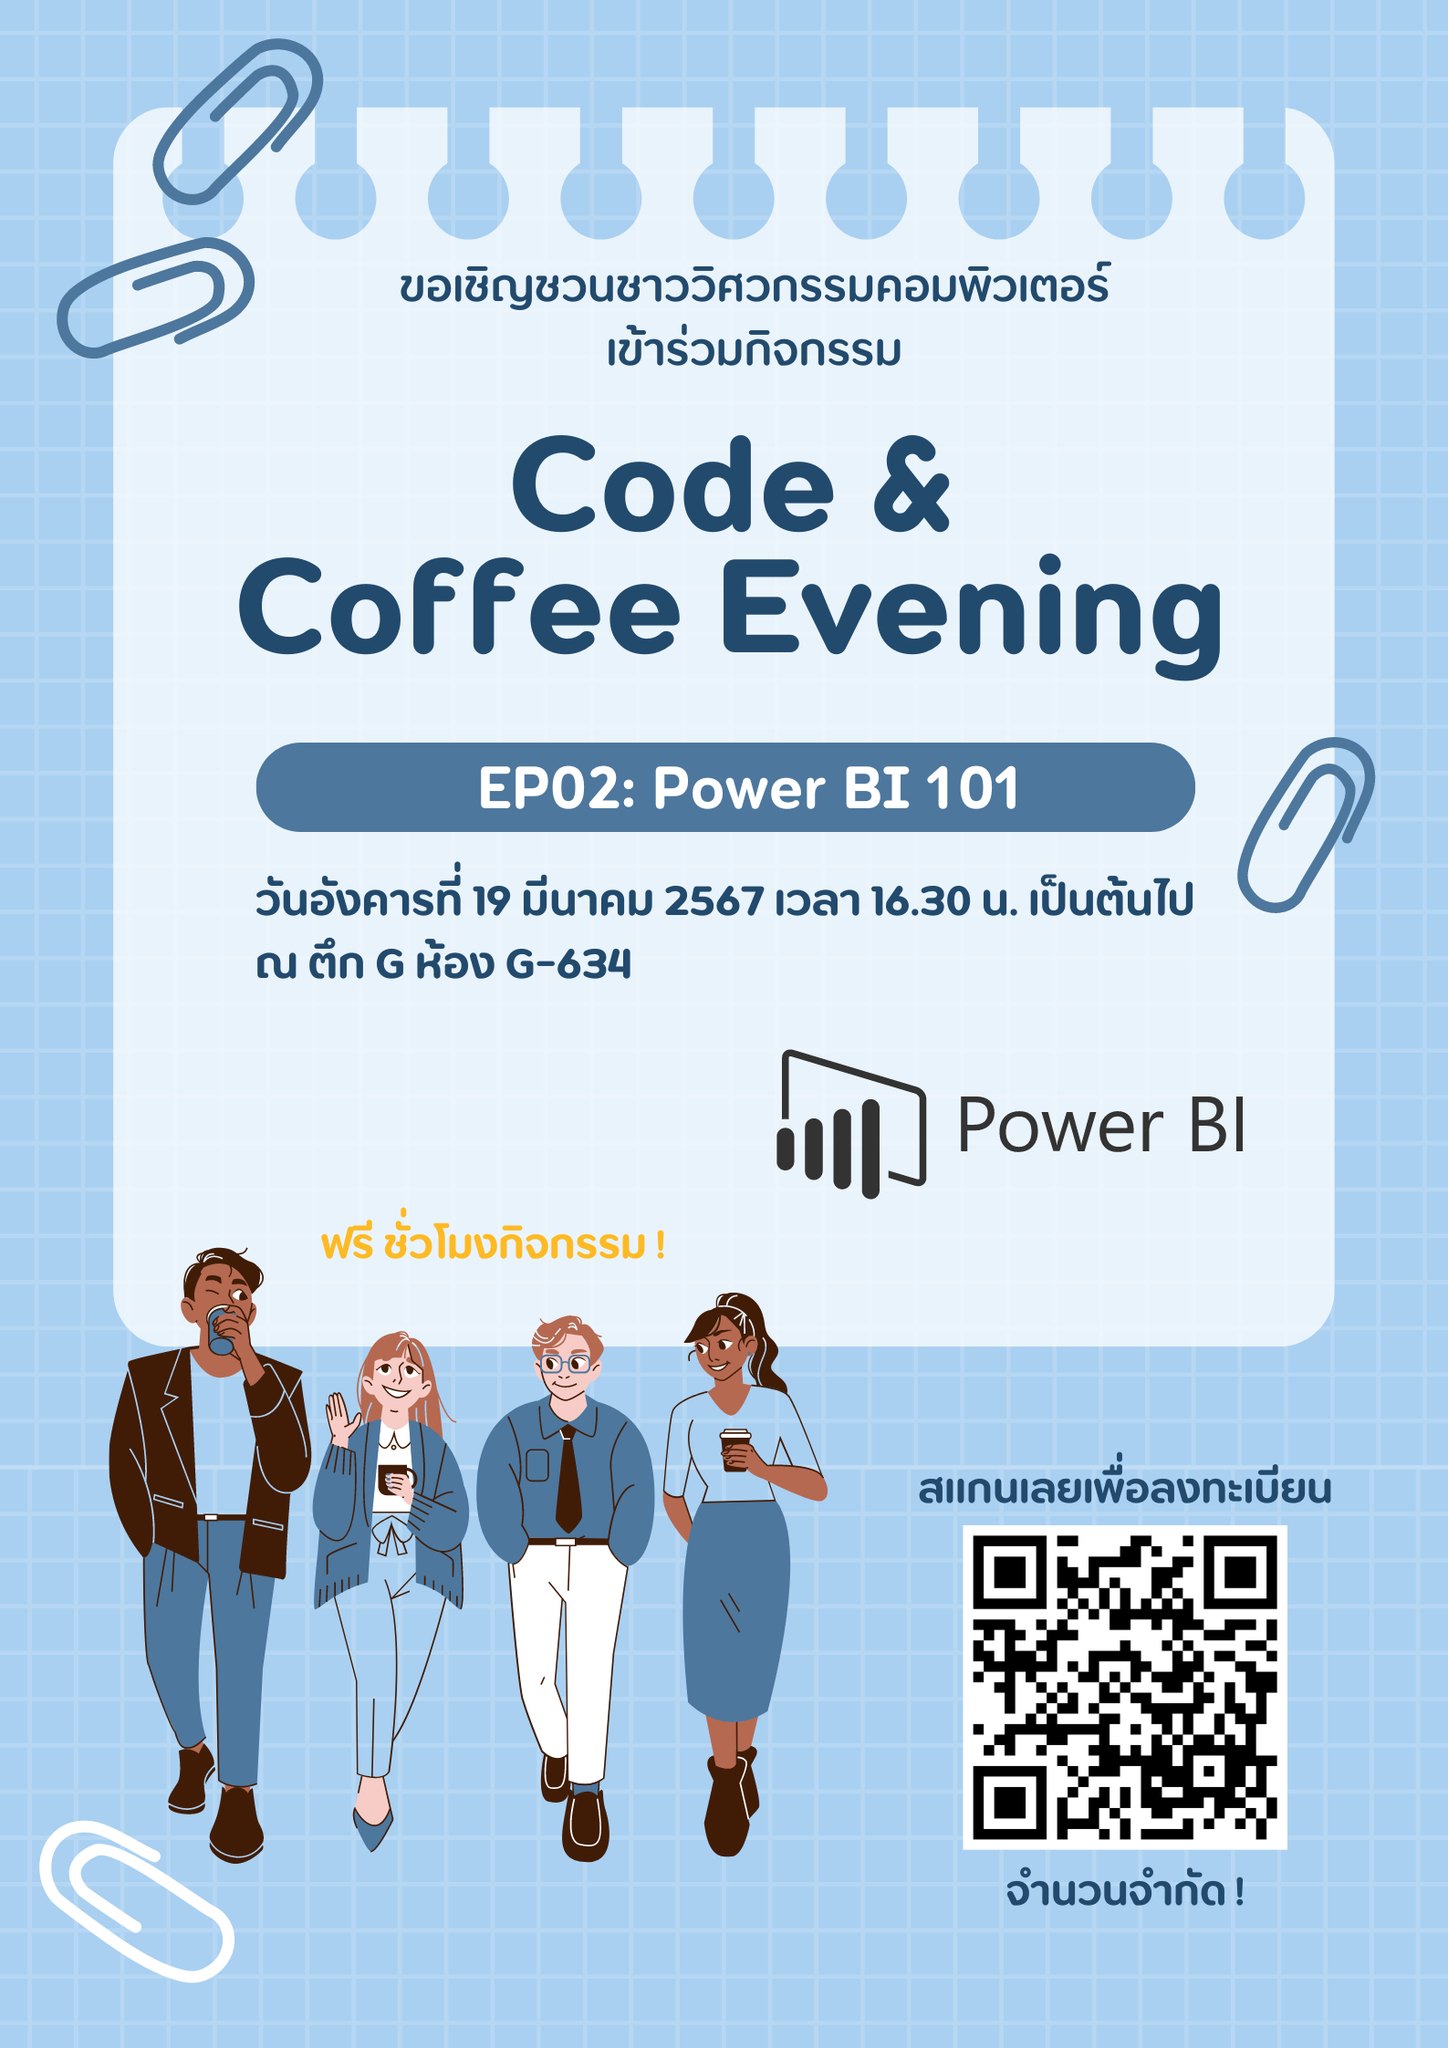 ขอเชิญชวนชาววิศวกรรมคอมพิวเตอร์
เข้าร่วมกิจกรรม
Code &
Coffee Evening
EP02: Power BI 101
วันอังคารที่ 19 มีนาคม 2567 เวลา 16.30 น. เป็นต้นไป
ณ ตึก G ห้อง G-634
Power BI
ฟรี ชั่วโมงกิจกรรม !
สแกนเลยเพื่อลงทะเบียน
จำนวนจำกัด !